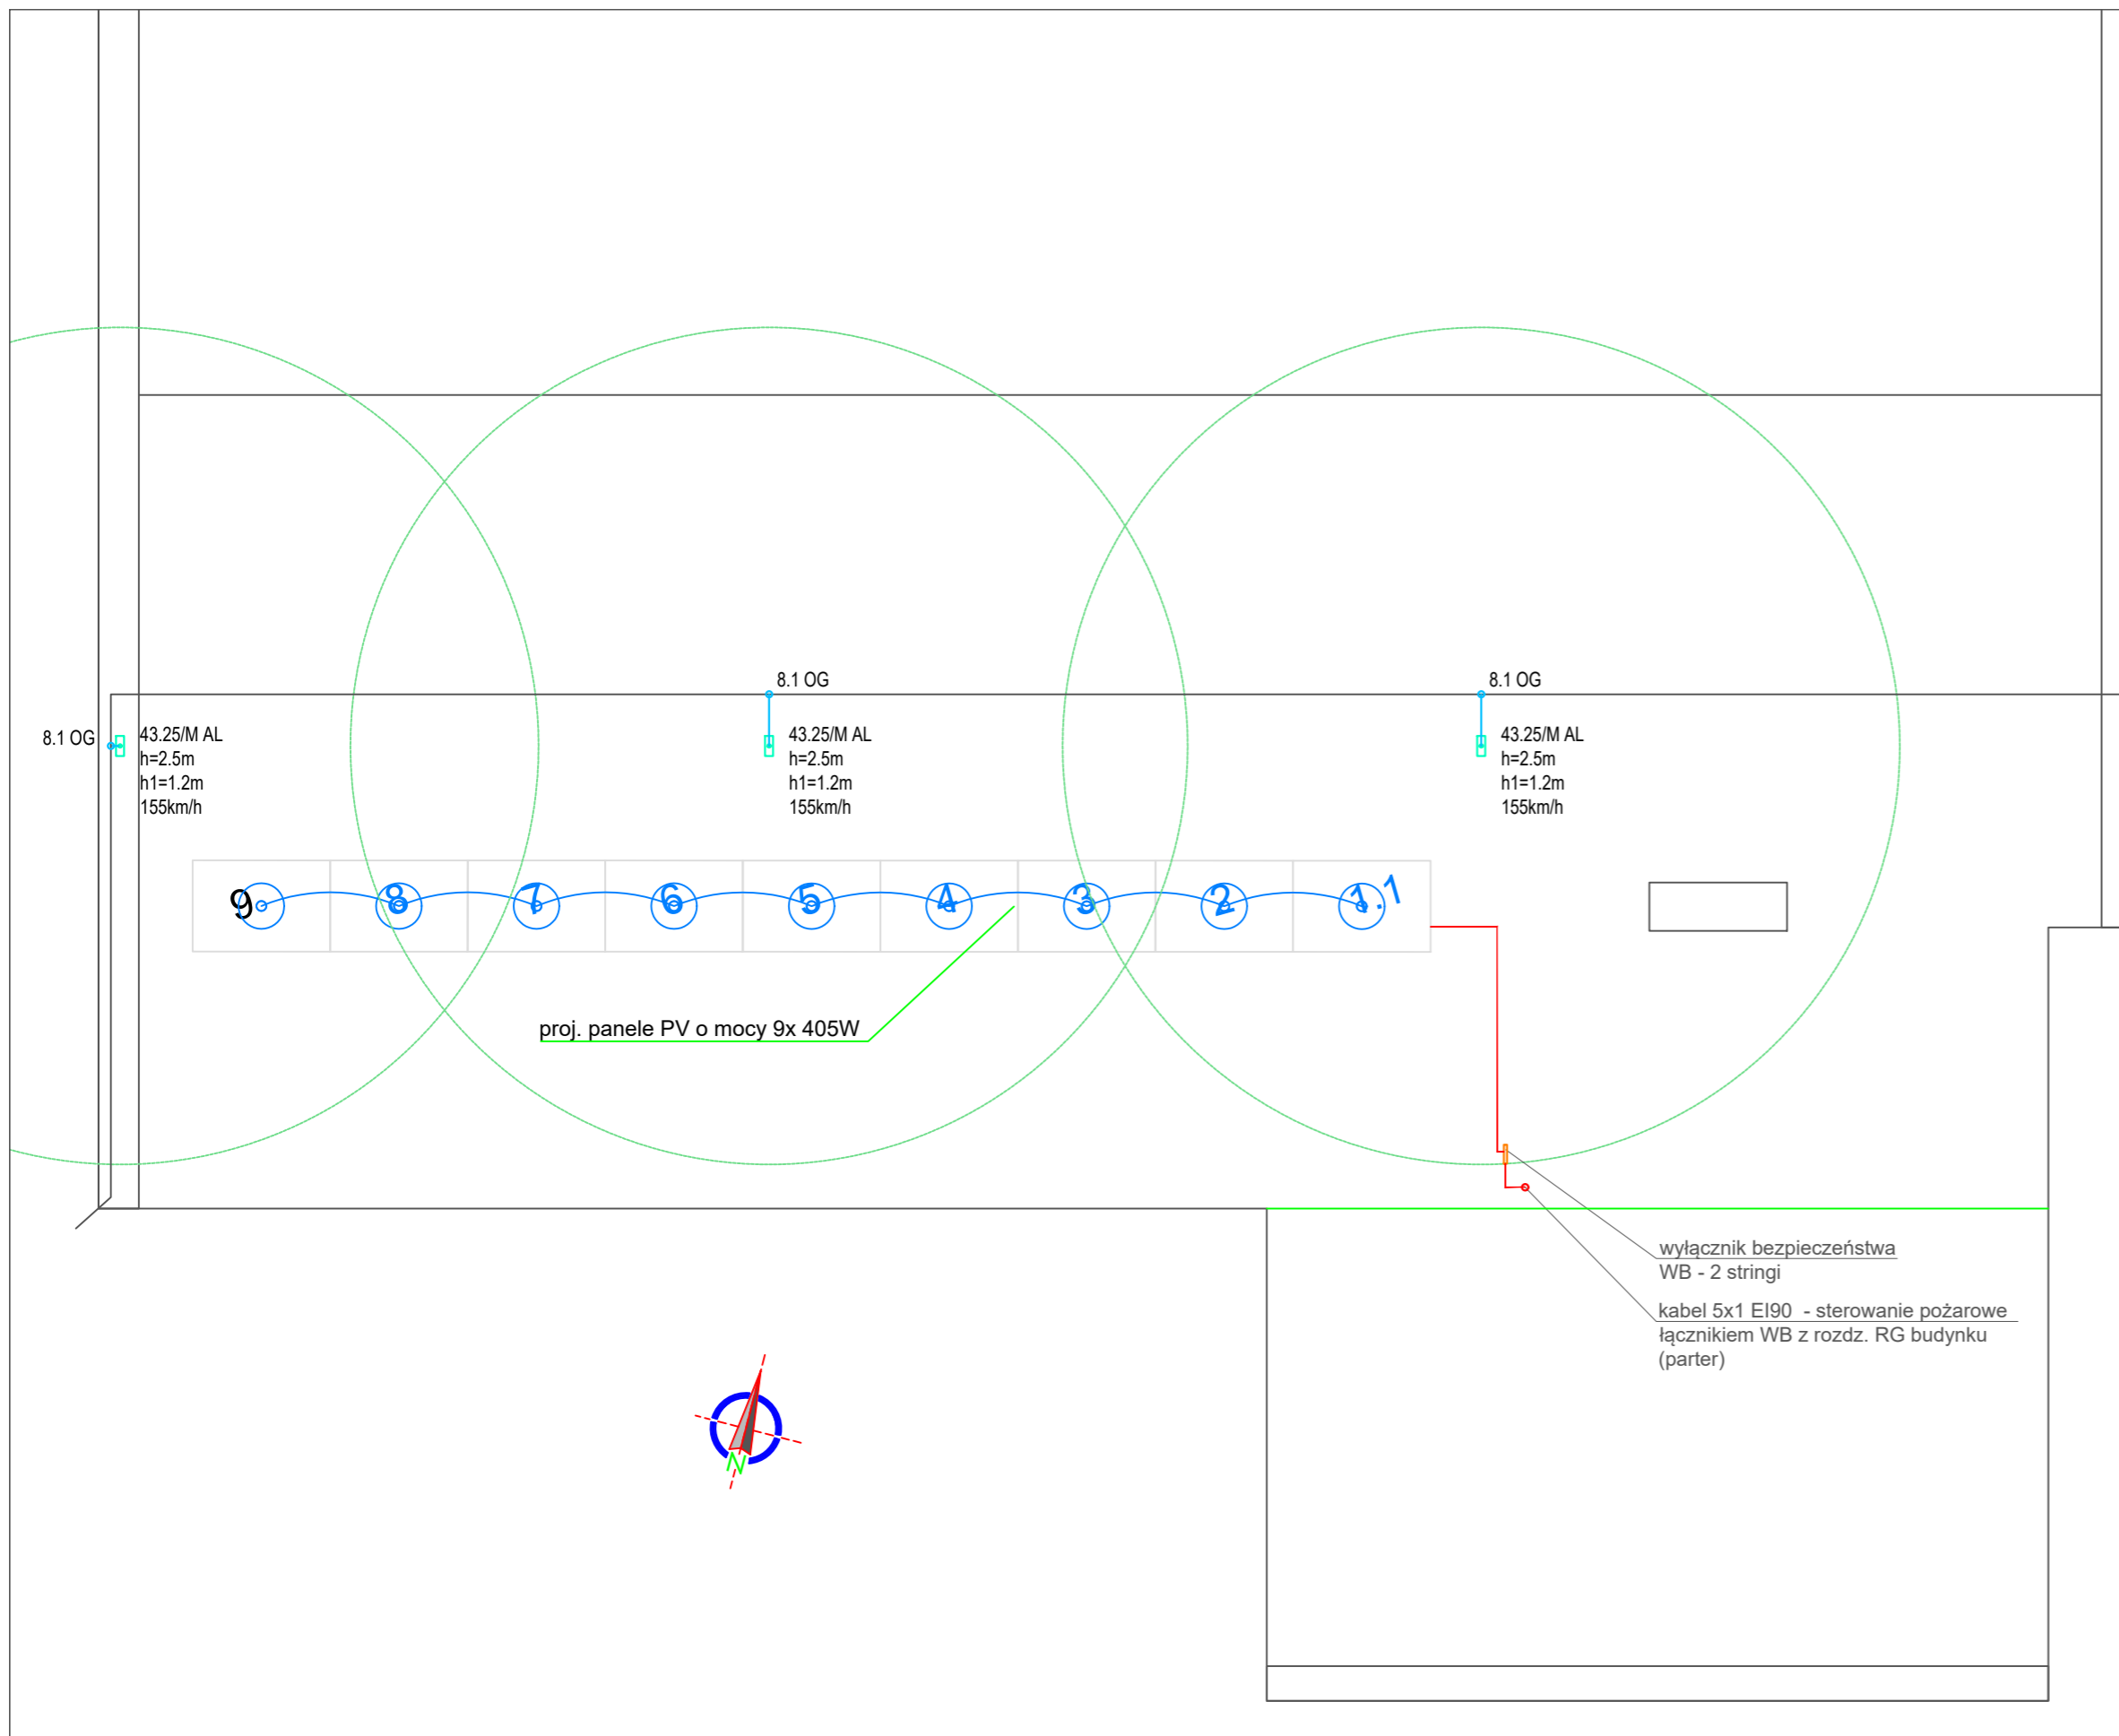 8.1 OG
8.1 OG
8.1 OG
43.25/M AL
h=2.5m
h1=1.2m
155km/h
43.25/M AL
h=2.5m
h1=1.2m
155km/h
43.25/M AL
h=2.5m
h1=1.2m
155km/h
9
8
7
6
5
4
3
2
1.1
proj. panele PV o mocy 9x 405W
wyłącznik bezpieczeństwa
WB - 2 stringi
kabel 5x1 EI90 - sterowanie pożarowe
łącznikiem WB z rozdz. RG budynku
(parter)
N